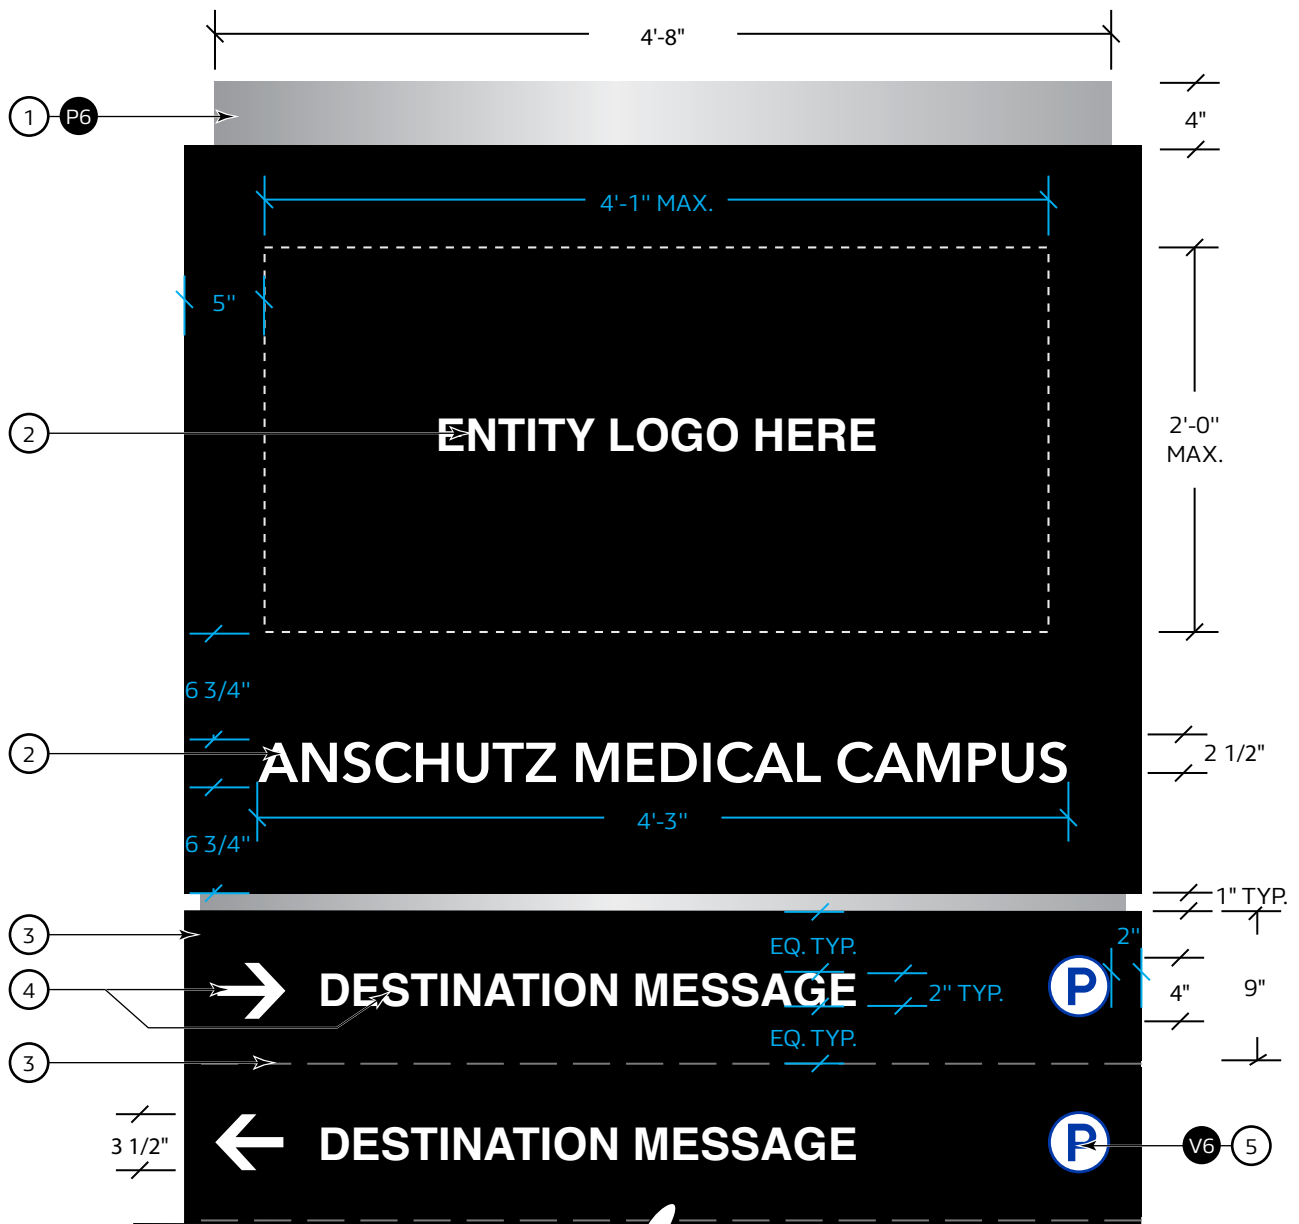 4'-8"
1 P6
4"
4'-1" MAX.
5"
2'-0"
MAX.
2 ENTITY LOGO HERE
6 3/4"
2 ANSCHUTZ MEDICAL CAMPUS
2 1/2"
4'-3"
6 3/4"
1" TYP.
3
EQ. TYP.
2"
4 DESTINATION MESSAGE
2" TYP.
P
4"
9"
EQ. TYP.
3
3 1/2"
DESTINATION MESSAGE
P
V6 5